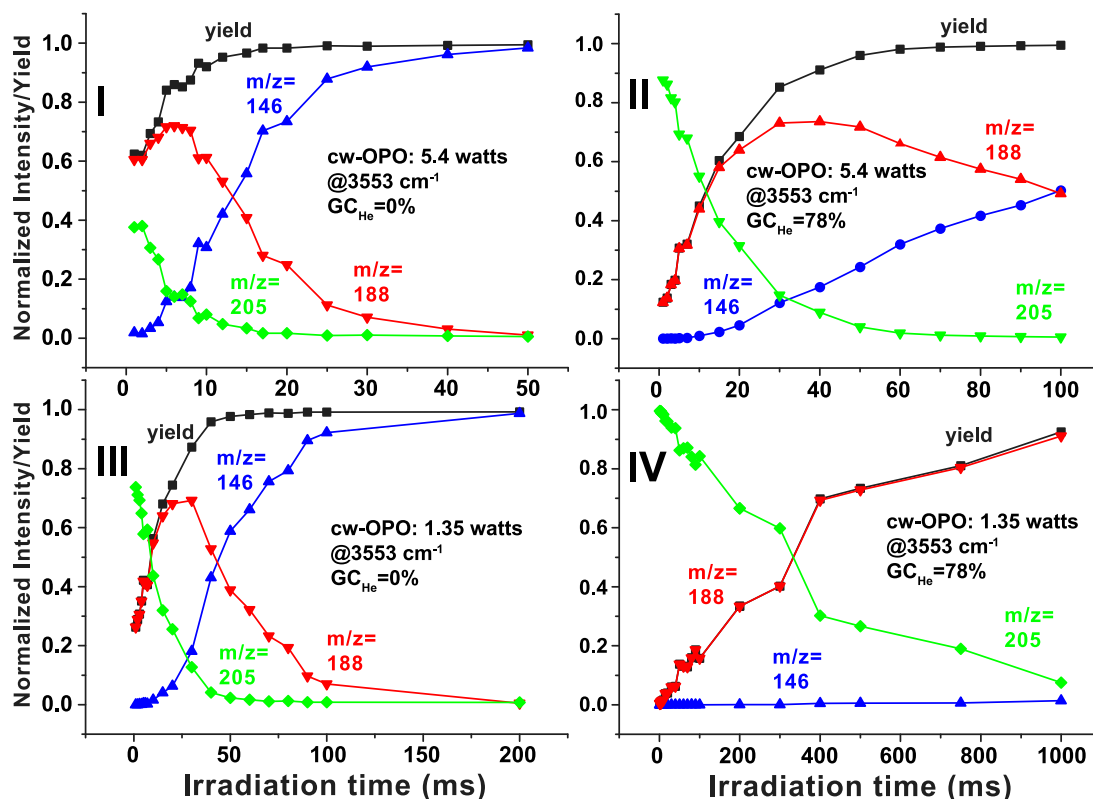 Normalized Intensity/Yield
1.0
0.8
0.6
0.4
0.2
0.0
0
10
20
30
40
50
I
yield
m/z=
146
cw-OPO: 5.4 watts
@3553 cm-1
GCHe=0%
m/z=
188
m/z=
205
1.0
0.8
0.6
0.4
0.2
0.0
0
20
40
60
80
100
II
yield
m/z=
188
cw-OPO: 5.4 watts
@3553 cm-1
GCHe=78%
m/z=
146
m/z=
205
Normalized Intensity/Yield
1.0
0.8
0.6
0.4
0.2
0.0
0
50
100
150
200
Irradiation time (ms)
III
yield
m/z=
146
cw-OPO: 1.35 watts
@3553 cm-1
GCHe=0%
m/z=
205
m/z=
188
1.0
0.8
0.6
0.4
0.2
0.0
0
200
400
600
800
1000
Irradiation time (ms)
IV
yield
cw-OPO: 1.35 watts
@3553 cm-1
GCHe=78%
m/z=
188
m/z=
205
m/z=
146